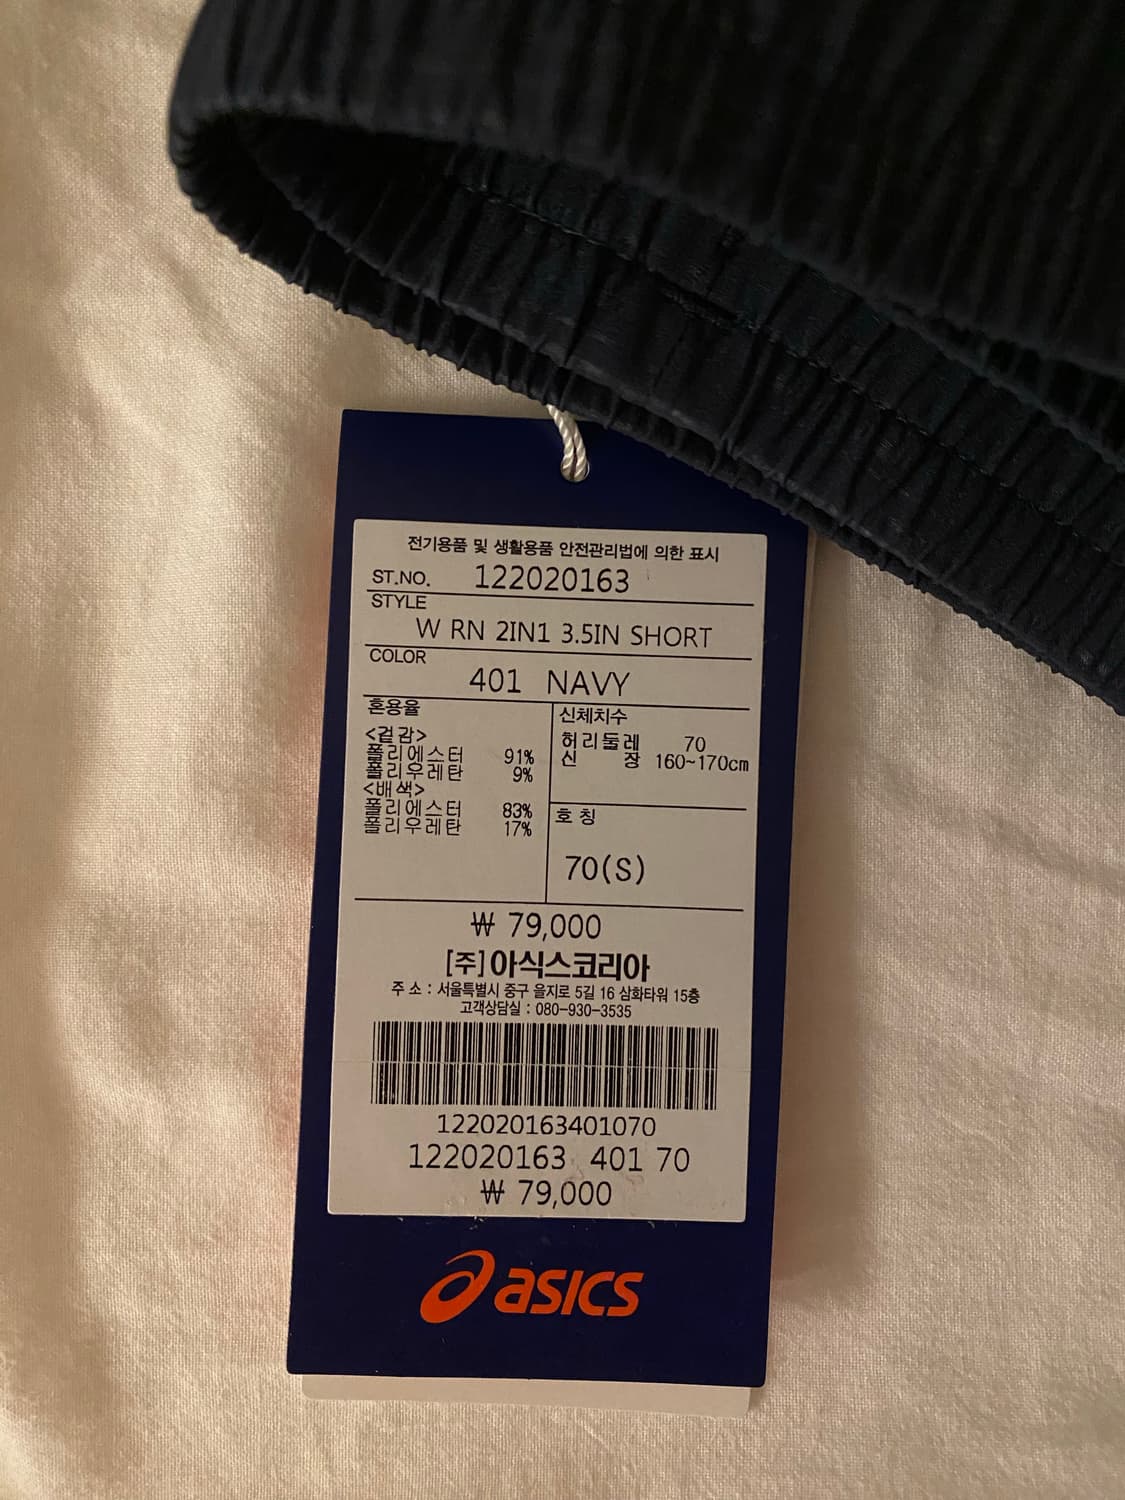 전기용품 및 생활용품 안전관리법에 의한 표시
ST.NO. 122020163
STYLE
W RN 2IN1 3.5IN SHORT
COLOR
401 NAVY
혼용율
<겉감>
폴리에스터 91%
폴리우레탄 9%
<배색>
폴리에스터 83%
폴리우레탄 17%
신체치수
허리둘레 70
신 장 160~170cm
호칭
70(S)
₩ 79,000
[주]아식스코리아
주 소 : 서울특별시 중구 을지로 5길 16 삼화타워 15층
고객상담실 : 080-930-3535
122020163401070
122020163 401 70
₩ 79,000
asics